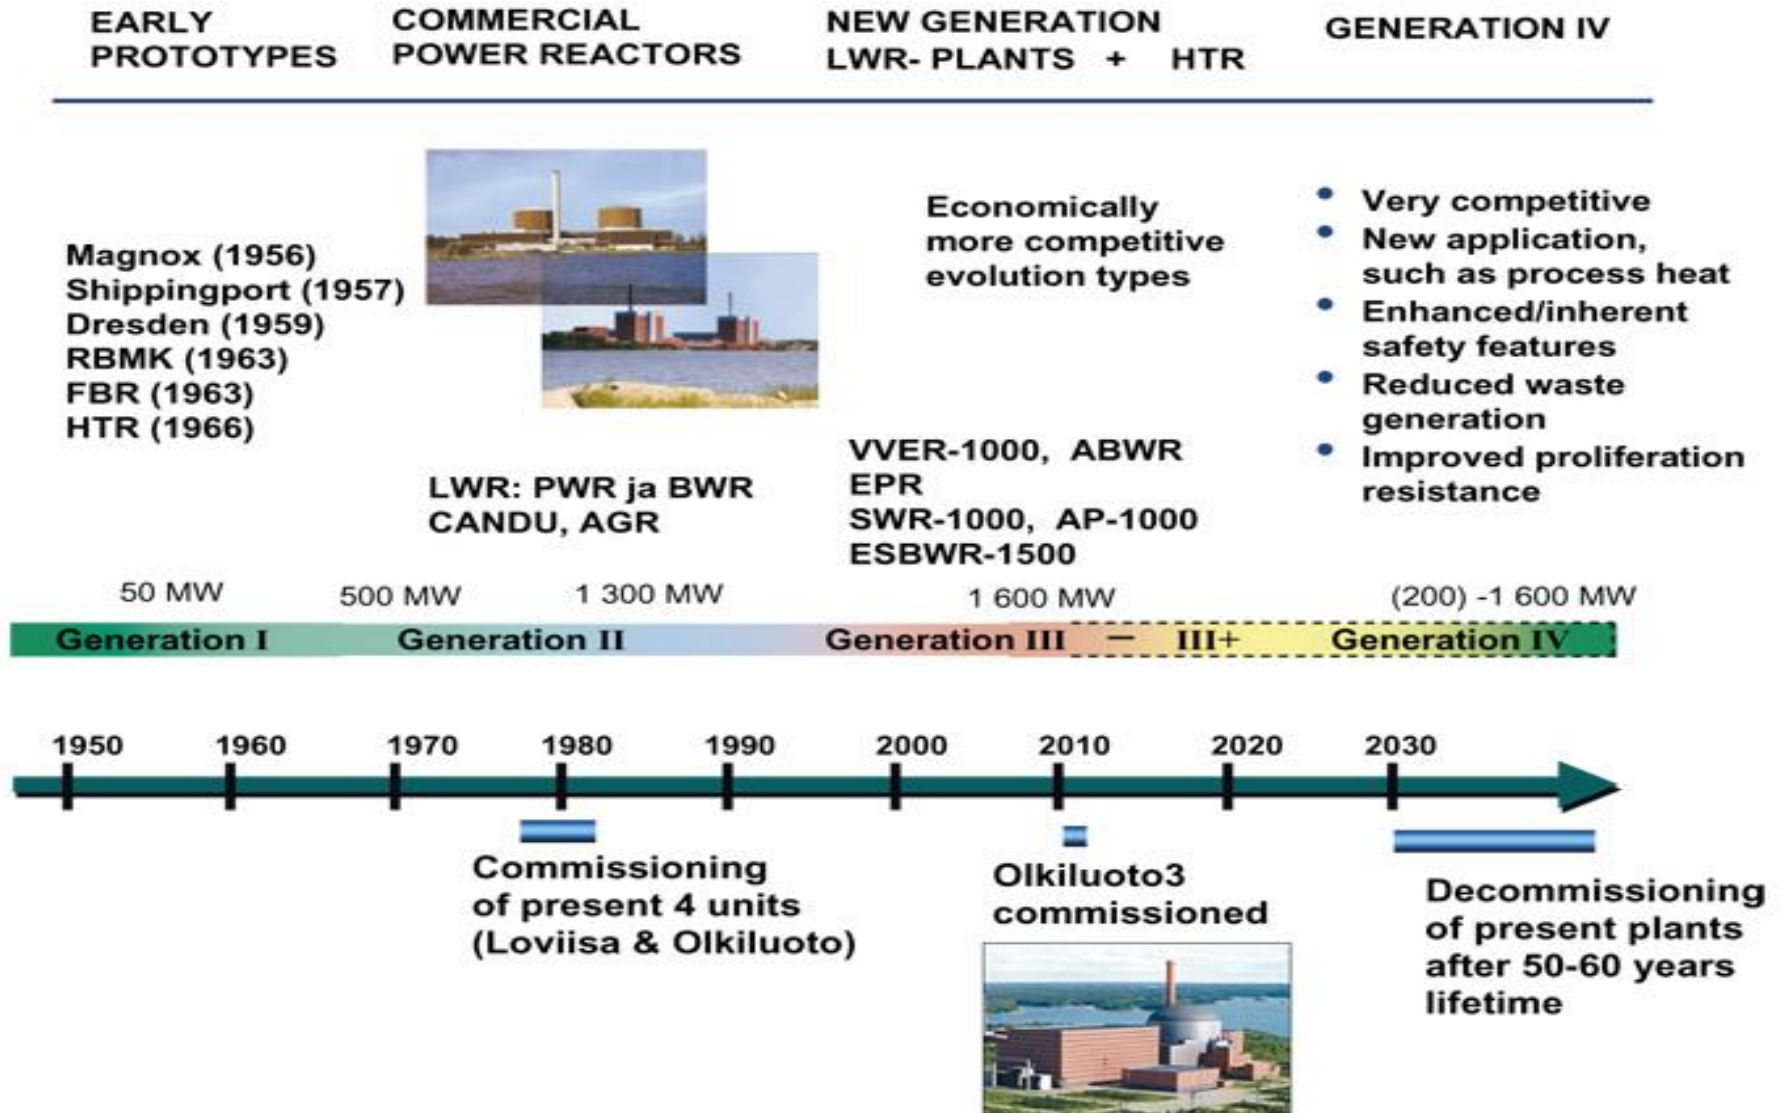 EARLY
PROTOTYPES
COMMERCIAL
POWER REACTORS
NEW GENERATION
LWR- PLANTS + HTR
GENERATION IV
Magnox (1956)
Shippingport (1957)
Dresden (1959)
RBMK (1963)
FBR (1963)
HTR (1966)
LWR: PWR ja BWR
CANDU, AGR
Economically
more competitive
evolution types
VVER-1000, ABWR
EPR
SWR-1000, AP-1000
ESBWR-1500
• Very competitive
• New application,
such as process heat
• Enhanced/inherent
safety features
• Reduced waste
generation
• Improved proliferation
resistance
50 MW 500 MW 1 300 MW 1 600 MW (200) -1 600 MW
Generation I Generation II Generation III – III+ Generation IV
1950 1960 1970 1980 1990 2000 2010 2020 2030
Commissioning
of present 4 units
(Loviisa & Olkiluoto)
Olkiluoto3
commissioned
Decommissioning
of present plants
after 50-60 years
lifetime